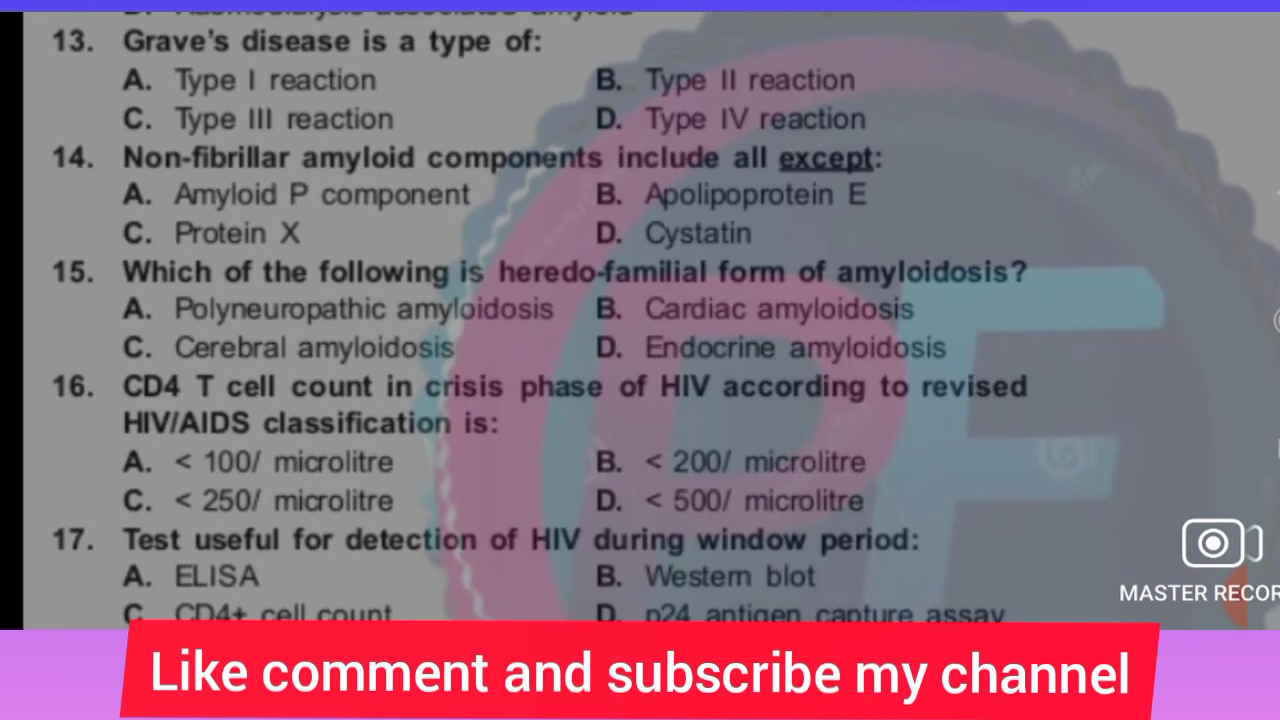 13. Grave's disease is a type of:
A. Type I reaction B. Type II reaction
C. Type III reaction D. Type IV reaction
14. Non-fibrillar amyloid components include all except:
A. Amyloid P component B. Apolipoprotein E
C. Protein X D. Cystatin
15. Which of the following is heredo-familial form of amyloidosis?
A. Polyneuropathic amyloidosis B. Cardiac amyloidosis
C. Cerebral amyloidosis D. Endocrine amyloidosis
16. CD4 T cell count in crisis phase of HIV according to revised
HIV/AIDS classification is:
A. < 100/ microlitre B. < 200/ microlitre
C. < 250/ microlitre D. < 500/ microlitre
17. Test useful for detection of HIV during window period:
A. ELISA B. Western blot
C. CD4+ cell count D. p24 antigen capture assay
MASTER RECOR
Like comment and subscribe my channel